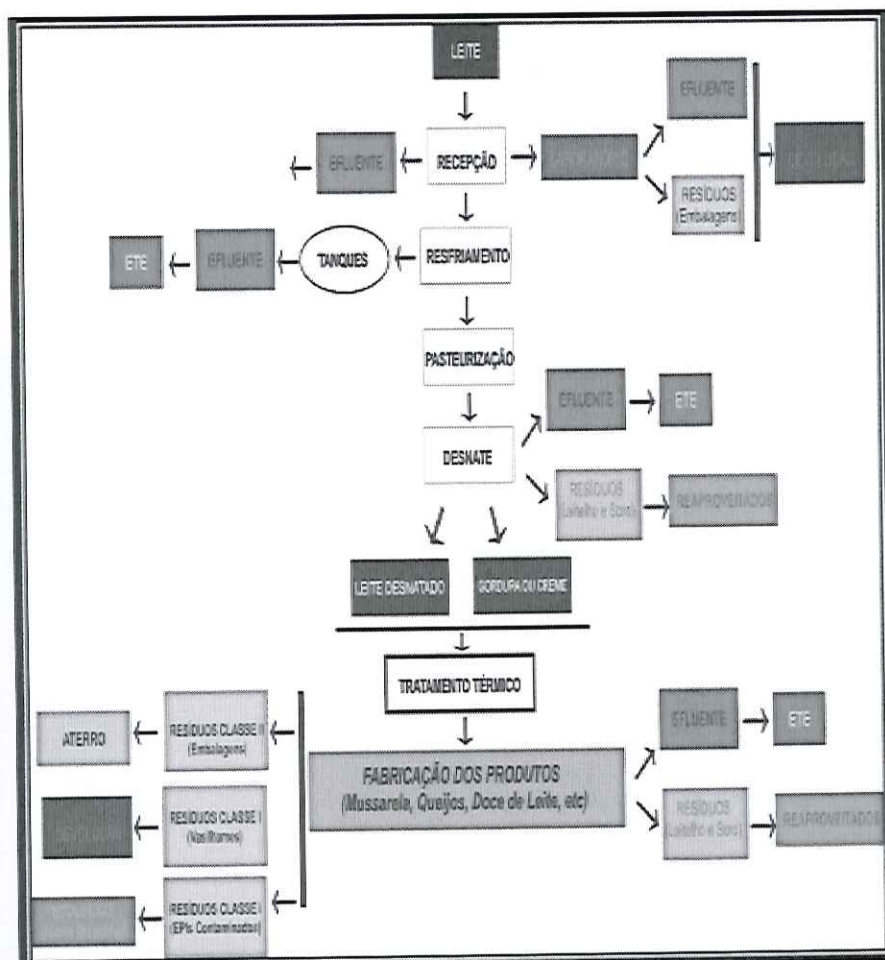 LEITE
EFLUENTE
EFLUENTE
RECEPÇÃO
RESÍDUOS
(Embalagens)
ETE
EFLUENTE
TANQUES
RESFRIAMENTO
PASTEURIZAÇÃO
EFLUENTE
ETE
DESNATE
RESÍDUOS
(Leitelho e Soro)
REAPROVEITADOS
LEITE DESNATADO
GORDURA OU CREME
TRATAMENTO TÉRMICO
ATERRO
RESÍDUOS CLASSE II
(Embalagens)
EFLUENTE
ETE
FABRICAÇÃO DOS PRODUTOS
(Mussarela, Queijos, Doce de Leite, etc)
RESÍDUOS CLASSE I
(Vasilhames)
RESÍDUOS
(Leitelho e Soro)
REAPROVEITADOS
RESÍDUOS CLASSE I
(EPIs Contaminados)